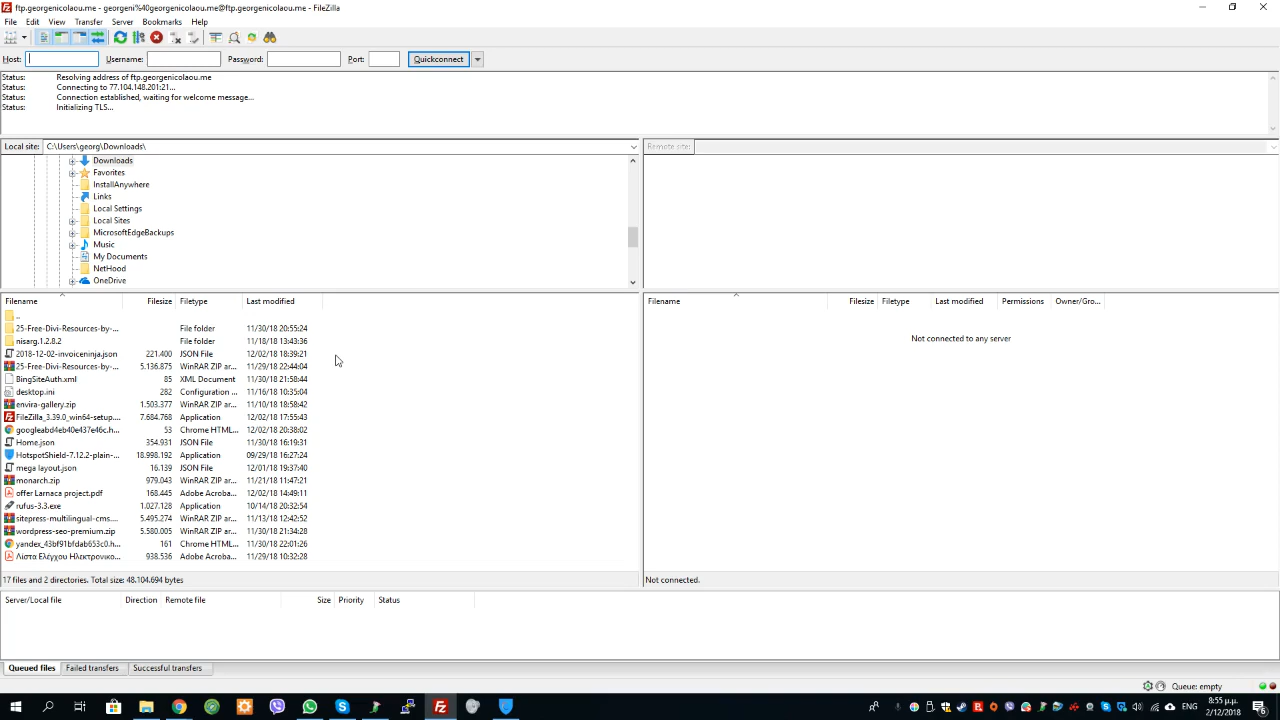 ftp.georgenicolaou.me - georgeni%40georgenicolaou.me@ftp.georgenicolaou.me - FileZilla
File Edit View Transfer Server Bookmarks Help
Host: Username: Password: Port: Quickconnect
Status: Resolving address of ftp.georgenicolaou.me
Status: Connecting to 77.104.148.201:21...
Status: Connection established, waiting for welcome message...
Status: Initializing TLS...
Local site: C:\Users\georg\Downloads\
Remote site:
Downloads
Favorites
InstallAnywhere
Links
Local Settings
Local Sites
MicrosoftEdgeBackups
Music
My Documents
NetHood
OneDrive
Filename Filesize Filetype Last modified
..
25-Free-Divi-Resources-by-... File folder 11/30/18 20:55:24
nisarg.1.2.8.2 File folder 11/18/18 13:43:36
2018-12-02-invoiceninja.json 221.400 JSON File 12/02/18 18:39:21
25-Free-Divi-Resources-by-... 5.136.875 WinRAR ZIP ar... 11/29/18 22:44:04
BingSiteAuth.xml 85 XML Document 11/30/18 21:58:44
desktop.ini 282 Configuration ... 11/16/18 10:35:04
envira-gallery.zip 1.503.377 WinRAR ZIP ar... 11/10/18 18:58:42
FileZilla_3.39.0_win64-setup.... 7.684.768 Application 12/02/18 17:55:43
googleabd4eb40e437e46c.h... 53 Chrome HTML... 12/02/18 20:38:02
Home.json 354.931 JSON File 11/30/18 16:19:31
HotspotShield-7.12.2-plain-... 18.998.192 Application 09/29/18 16:27:24
mega layout.json 16.139 JSON File 12/01/18 19:37:40
monarch.zip 979.043 WinRAR ZIP ar... 11/21/18 11:47:21
offer Larnaca project.pdf 168.445 Adobe Acroba... 12/02/18 14:49:11
rufus-3.3.exe 1.027.128 Application 10/14/18 20:32:54
sitepress-multilingual-cms.... 5.495.274 WinRAR ZIP ar... 11/13/18 12:42:52
wordpress-seo-premium.zip 5.580.005 WinRAR ZIP ar... 11/30/18 21:34:28
yandex_43bf91bfdab653c0.h... 161 Chrome HTML... 11/30/18 22:01:26
Λίστα Ελέγχου Ηλεκτρονικο... 938.536 Adobe Acroba... 11/29/18 10:32:28
17 files and 2 directories. Total size: 48.104.694 bytes
Filename Filesize Filetype Last modified Permissions Owner/Gro...
Not connected to any server
Not connected.
Server/Local file Direction Remote file Size Priority Status
Queued files Failed transfers Successful transfers
Queue: empty
ENG
8:55 μ.μ.
2/12/2018